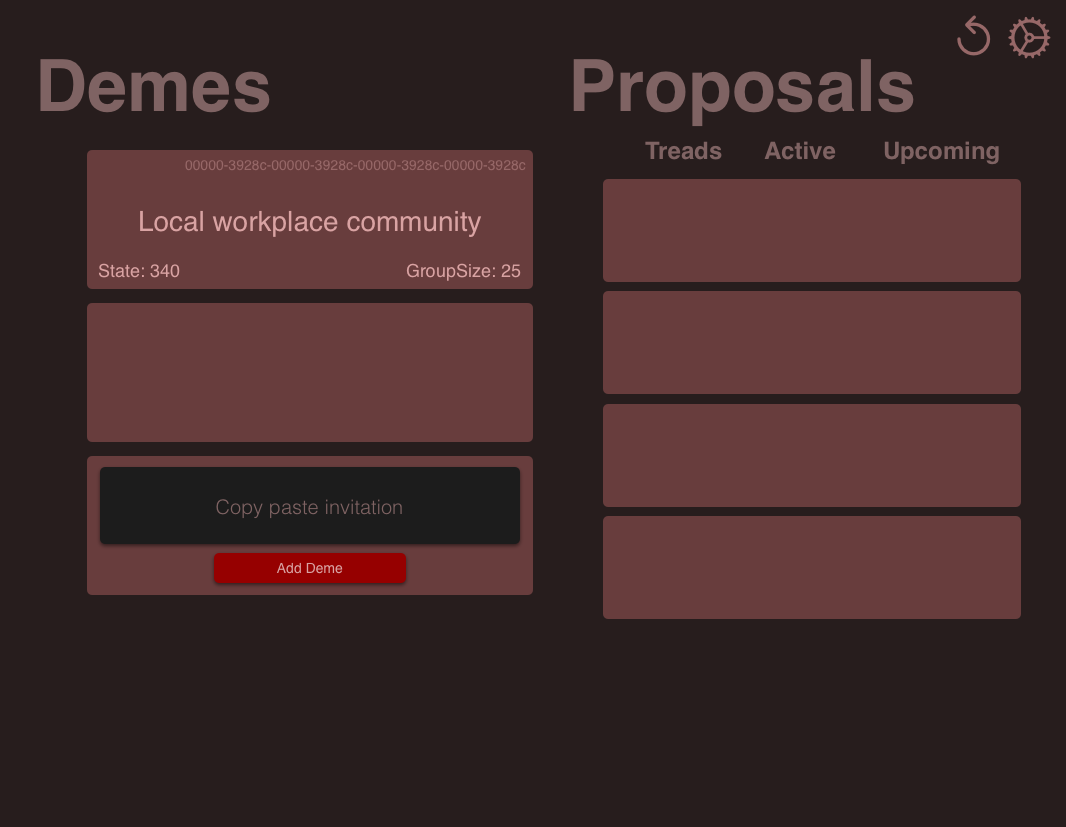 Demes
00000-3928c-00000-3928c-00000-3928c-00000-3928c
Local workplace community
State: 340
GroupSize: 25
Copy paste invitation
Add Deme
Proposals
Treads
Active
Upcoming